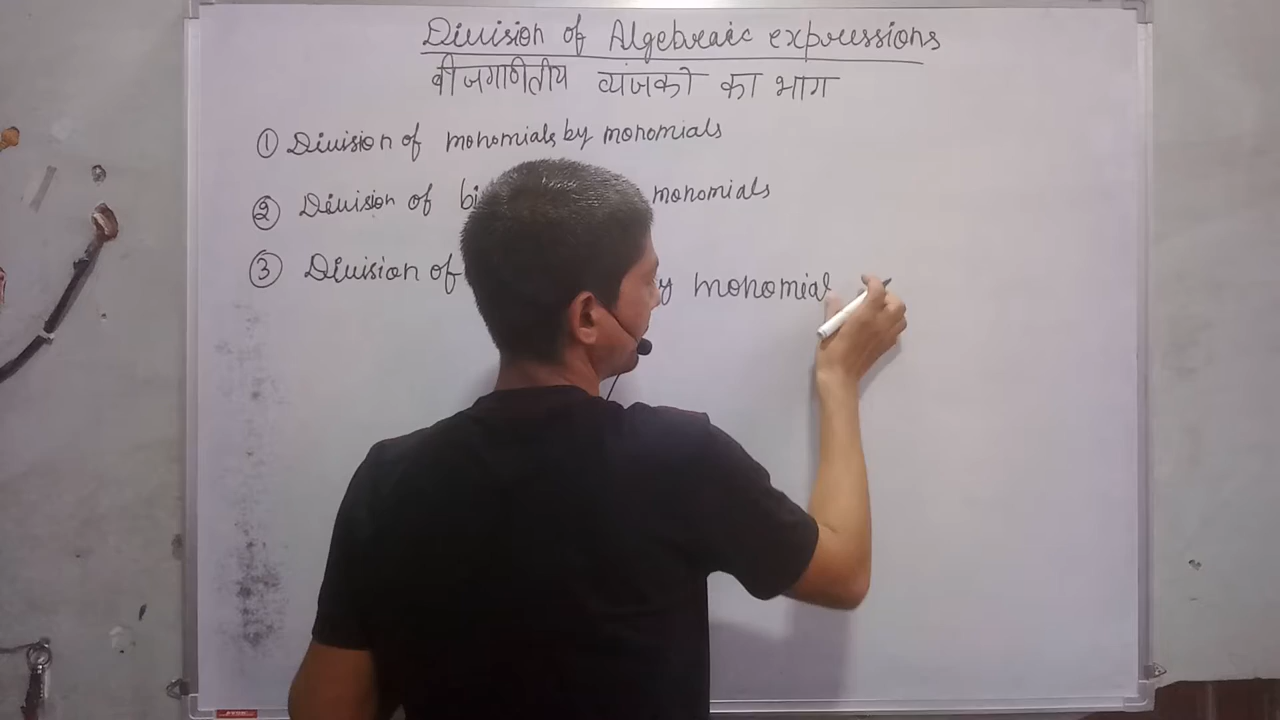 Division of Algebraic expressions
बीजगाणितीय व्यंजको का भाग
① Division of monomials by monomials
② Division of monomials
③ Division of monomial